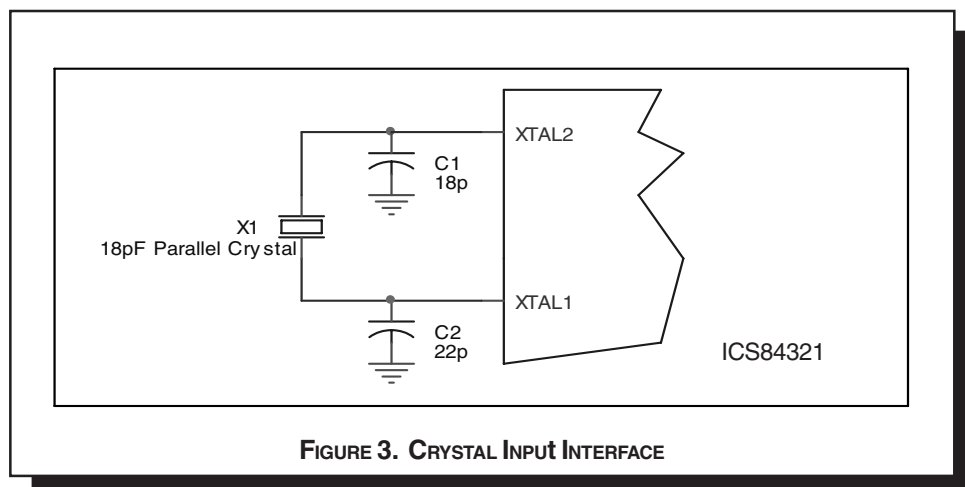 XTAL2
C1
18p
X1
18pF Parallel Crystal
XTAL1
C2
22p
ICS84321
FIGURE 3. CRYSTAL INPUt INTERFACE